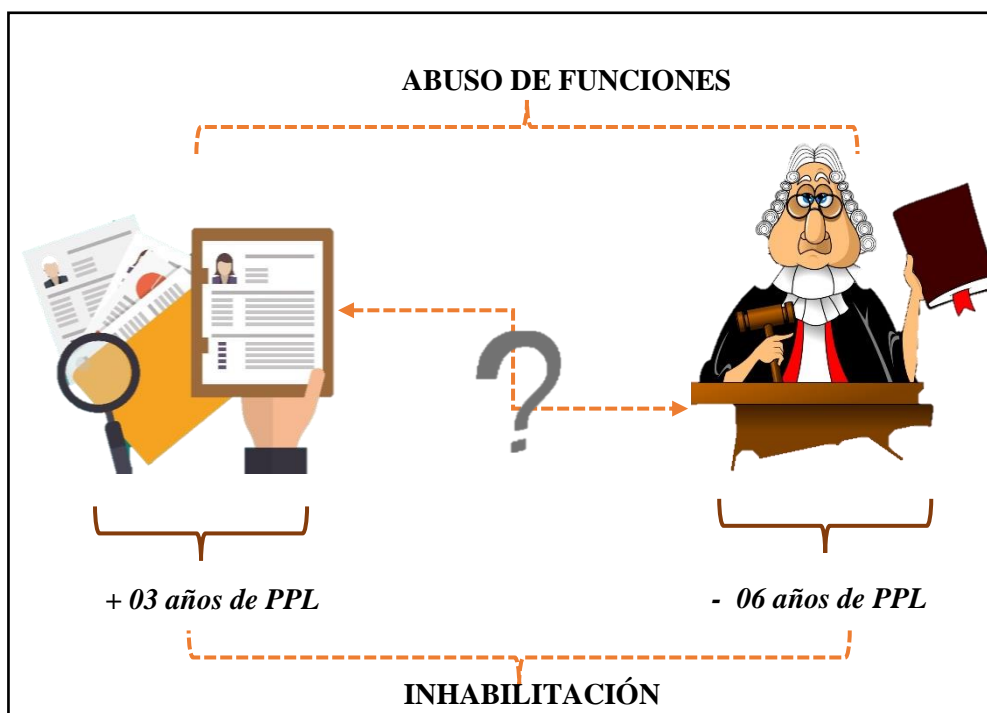 ABUSO DE FUNCIONES
?
+ 03 años de PPL
- 06 años de PPL
INHABILITACIÓN